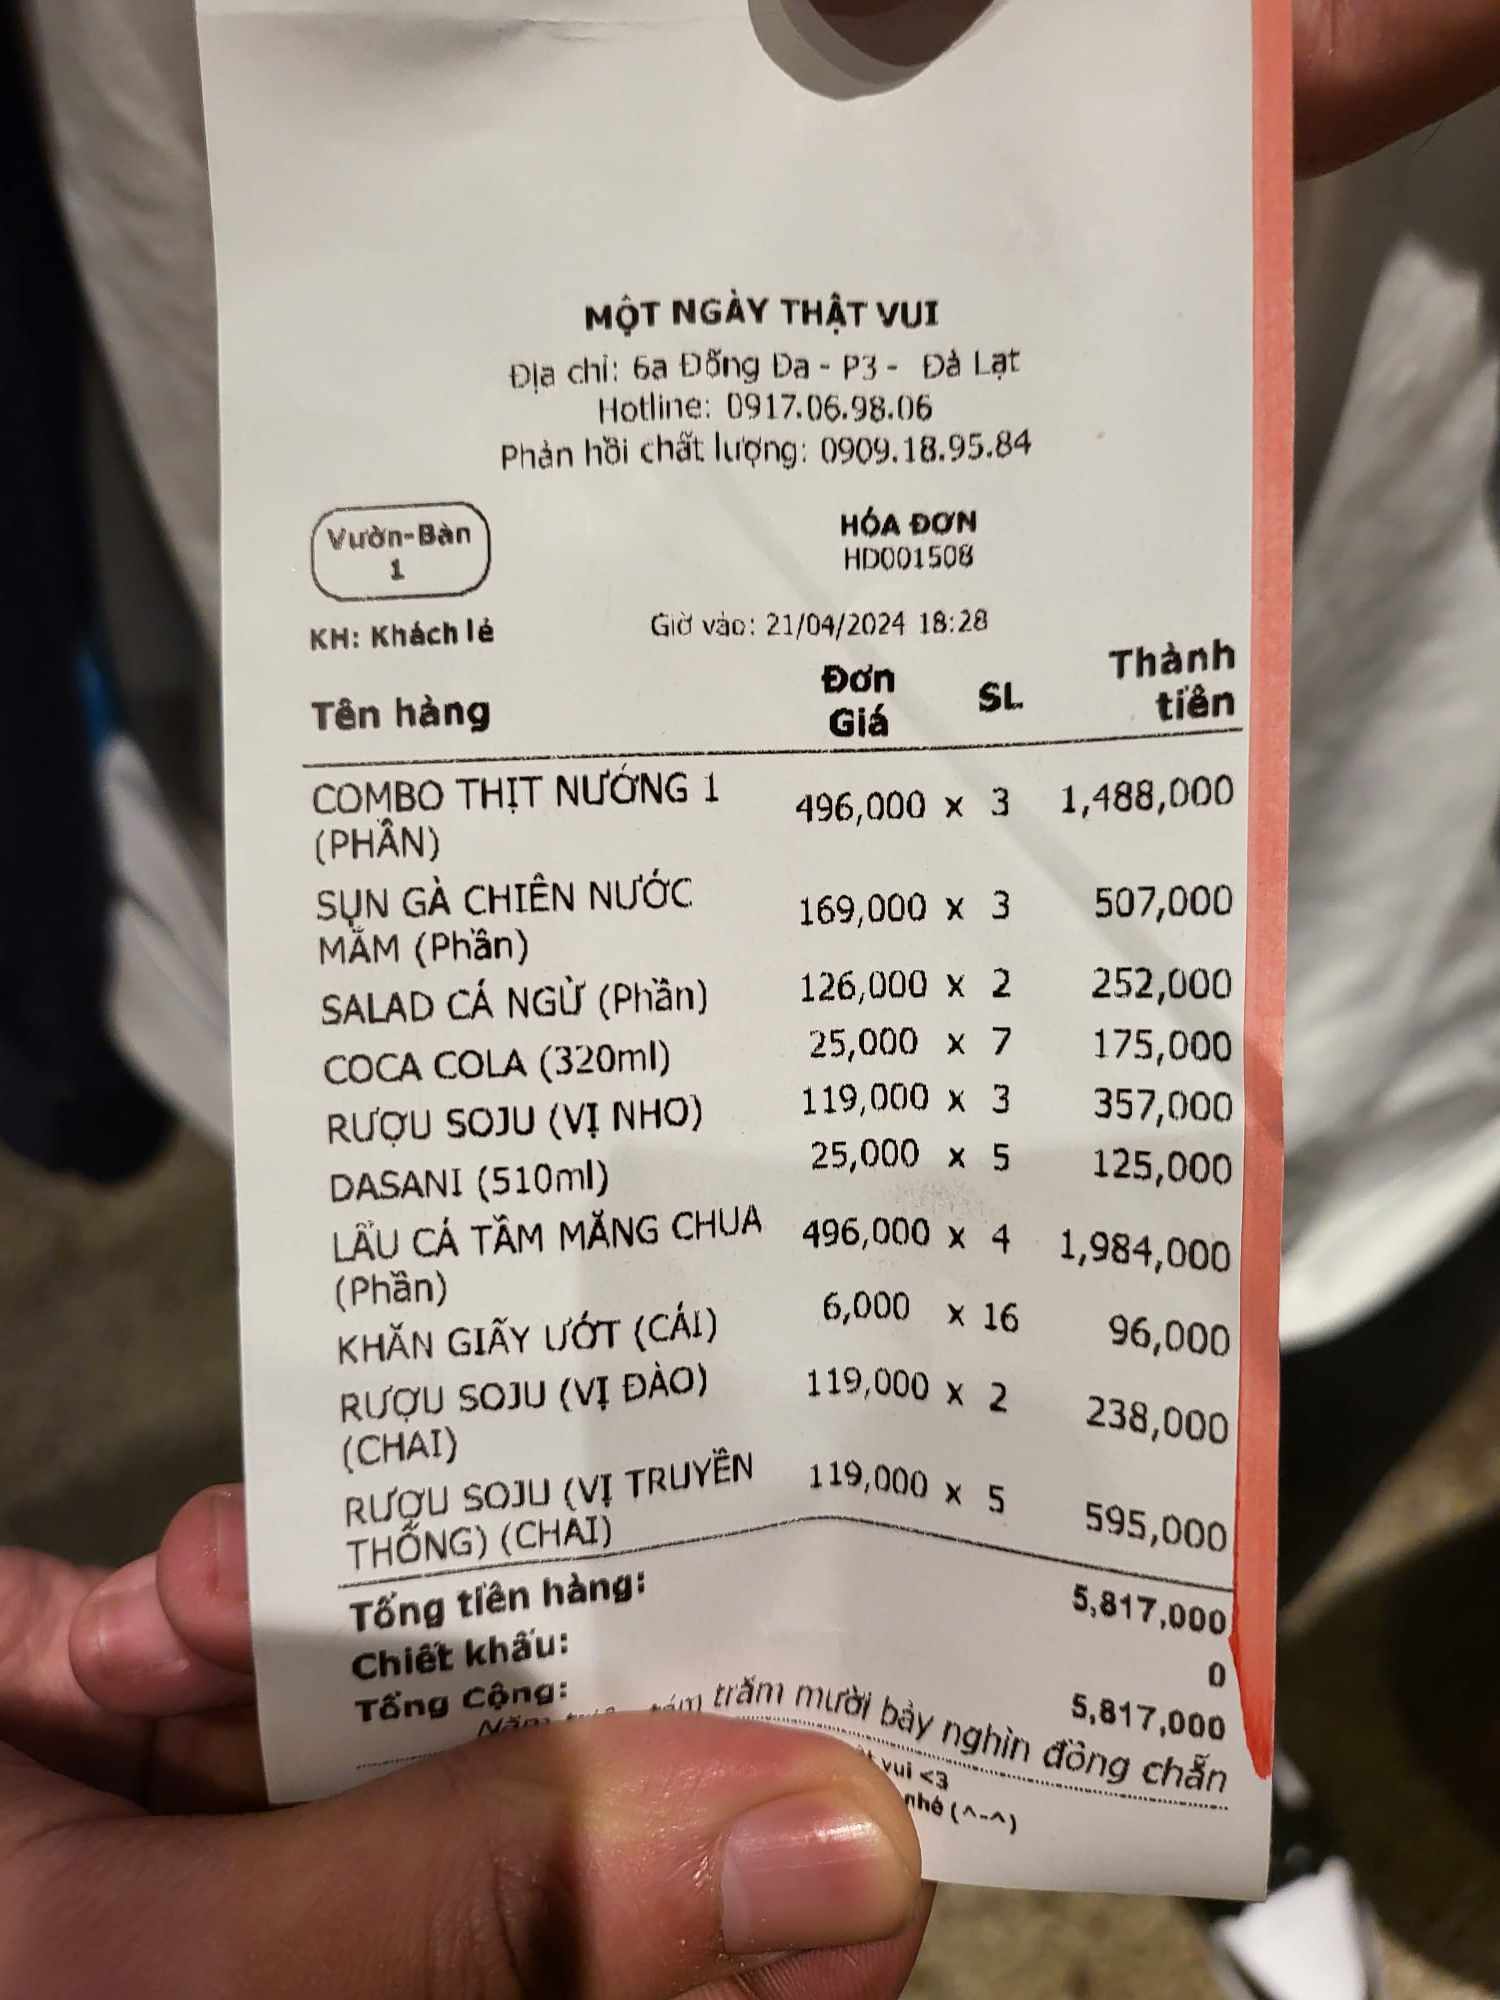 MỘT NGÀY THẬT VUI
Địa chỉ: 6a Đống Đa - P3 - Đà Lạt
Hotline: 0917.06.98.06
Phản hồi chất lượng: 0909.18.95.84
Vườn-Bàn
1
HÓA ĐƠN
HD001508
KH: Khách lẻ
Giờ vào: 21/04/2024 18:28
Tên hàng Đơn Giá SL Thành tiền
COMBO THỊT NƯỚNG 1 496,000 x 3 1,488,000
(PHẦN)
SỤN GÀ CHIÊN NƯỚC 169,000 x 3 507,000
MẮM (Phần)
SALAD CÁ NGỪ (Phần) 126,000 x 2 252,000
COCA COLA (320ml) 25,000 x 7 175,000
RƯỢU SOJU (VỊ NHO) 119,000 x 3 357,000
DASANI (510ml) 25,000 x 5 125,000
LẨU CÁ TẦM MĂNG CHUA 496,000 x 4 1,984,000
(Phần)
KHĂN GIẤY ƯỚT (CÁI) 6,000 x 16 96,000
RƯỢU SOJU (VỊ ĐÀO) 119,000 x 2 238,000
(CHAI)
RƯỢU SOJU (VỊ TRUYỀN 119,000 x 5 595,000
THỐNG) (CHAI)
Tổng tiền hàng: 5,817,000
Chiết khấu: 0
Tổng Cộng: 5,817,000
Năm tám trăm mười bảy nghìn đồng chẵn
vui <3
nhé (^-^)